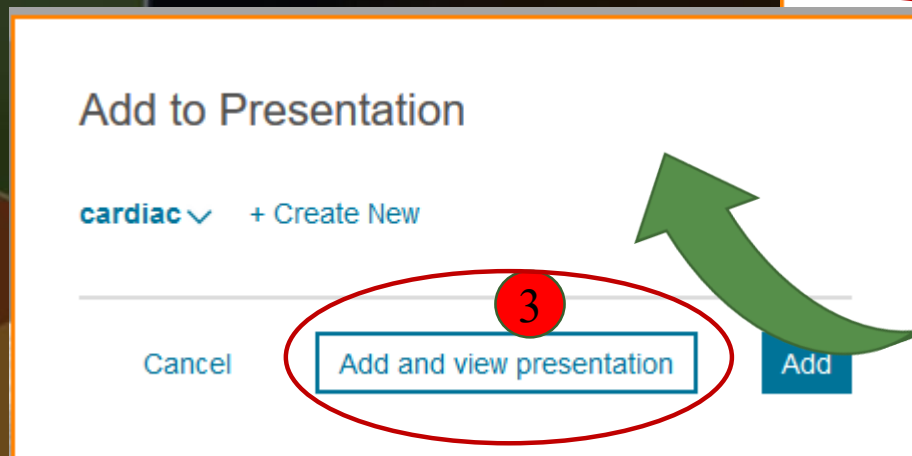 Add to Presentation
cardiac + Create New
3
Cancel Add and view presentation Add